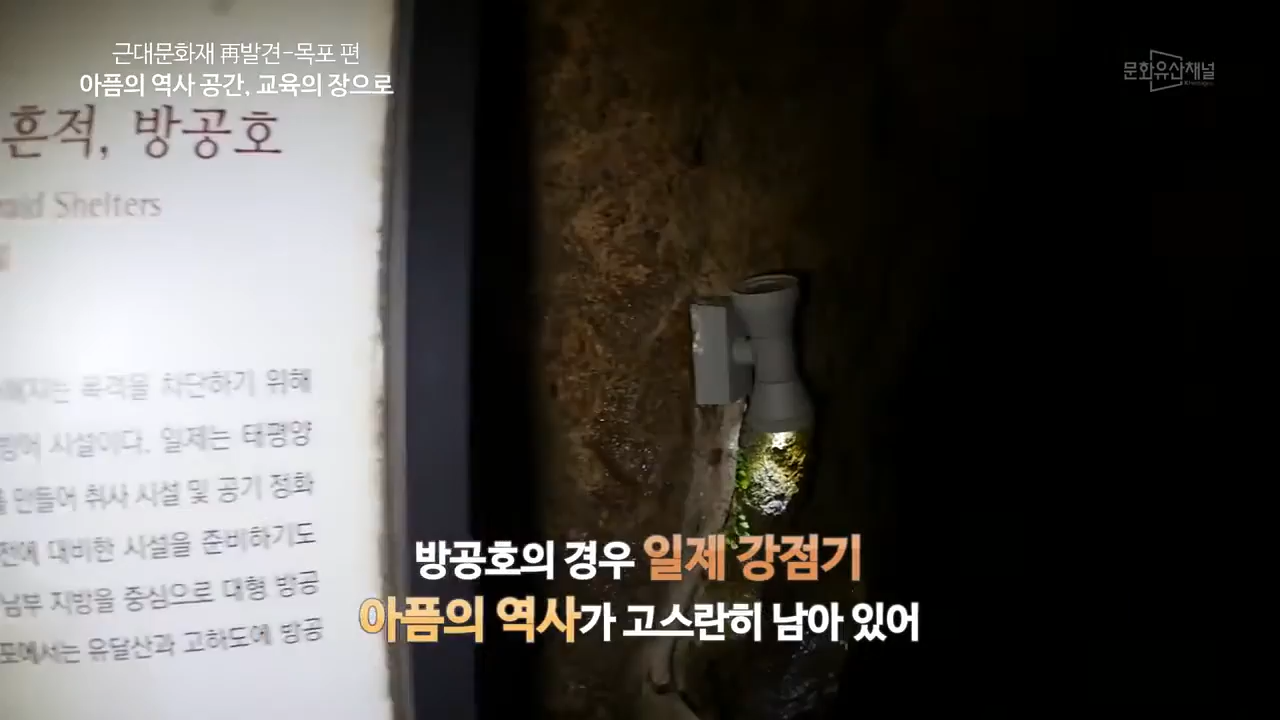 근대문화재 再발견-목포 편
아픔의 역사 공간, 교육의 장으로
문화유산채널
흔적, 방공호
Shelters
폭격을 차단하기 위해
시설이다. 일제는 태평양
만들어 취사 시설 및 공기 정화
전에 대비한 시설을 준비하기도
남부 지방을 중심으로 대형 방공
포에서는 유달산과 고하도에 방공
방공호의 경우 일제 강점기
아픔의 역사가 고스란히 남아 있어